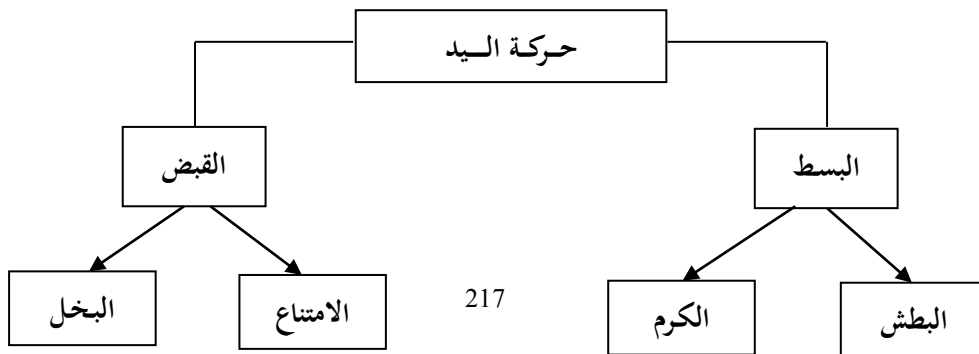 حركة اليد
البسط
القبض
البطش
الكرم
217
الامتناع
البخل